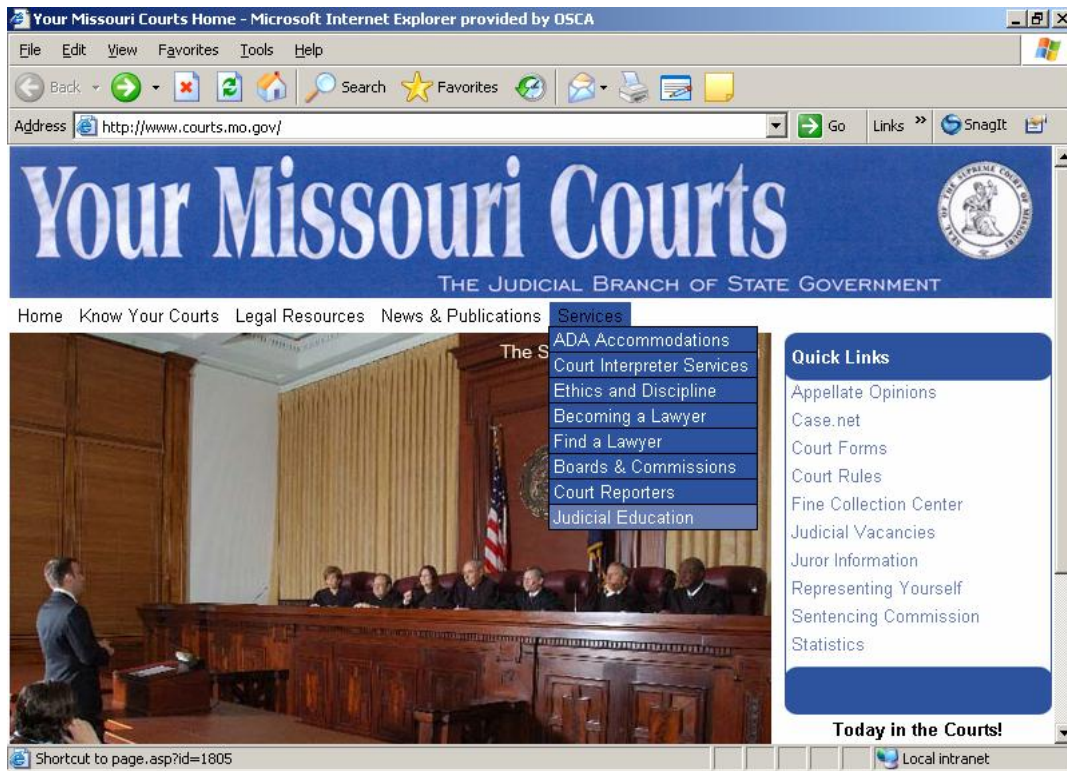 Your Missouri Courts Home - Microsoft Internet Explorer provided by OSCA
File Edit View Favorites Tools Help
Back Search Favorites
Address http://www.courts.mo.gov/ Go Links » SnagIt
Your Missouri Courts
THE JUDICIAL BRANCH OF STATE GOVERNMENT
Home Know Your Courts Legal Resources News & Publications Services
ADA Accommodations
Court Interpreter Services
Ethics and Discipline
Becoming a Lawyer
Find a Lawyer
Boards & Commissions
Court Reporters
Judicial Education
The
Quick Links
Appellate Opinions
Case.net
Court Forms
Court Rules
Fine Collection Center
Judicial Vacancies
Juror Information
Representing Yourself
Sentencing Commission
Statistics
Today in the Courts!
Shortcut to page.asp?id=1805 Local intranet